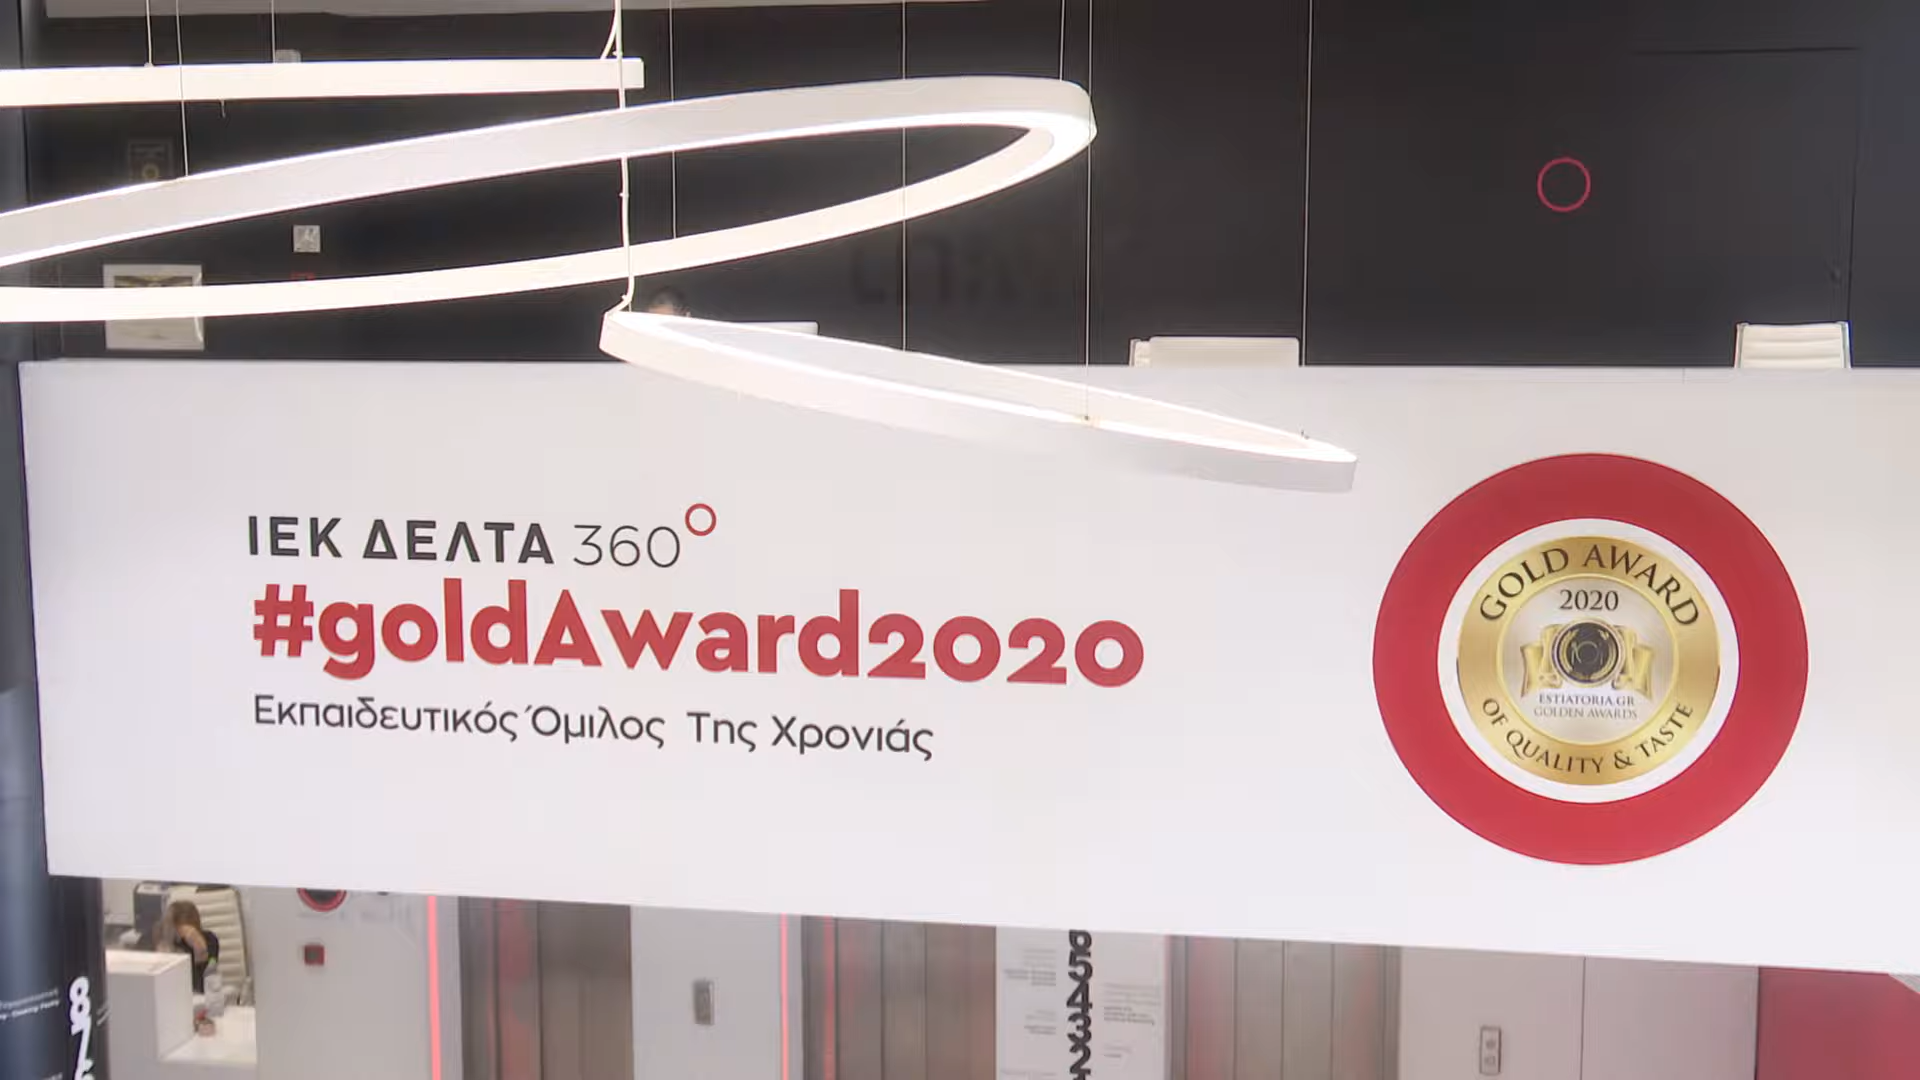 ΙΕΚ ΔΕΛΤΑ 360°
#goldAward2020
Εκπαιδευτικός Όμιλος Της Χρονιάς
GOLD AWARD
2020
ESTIATORIA.GR
GOLDEN AWARDS
OF QUALITY & TASTE